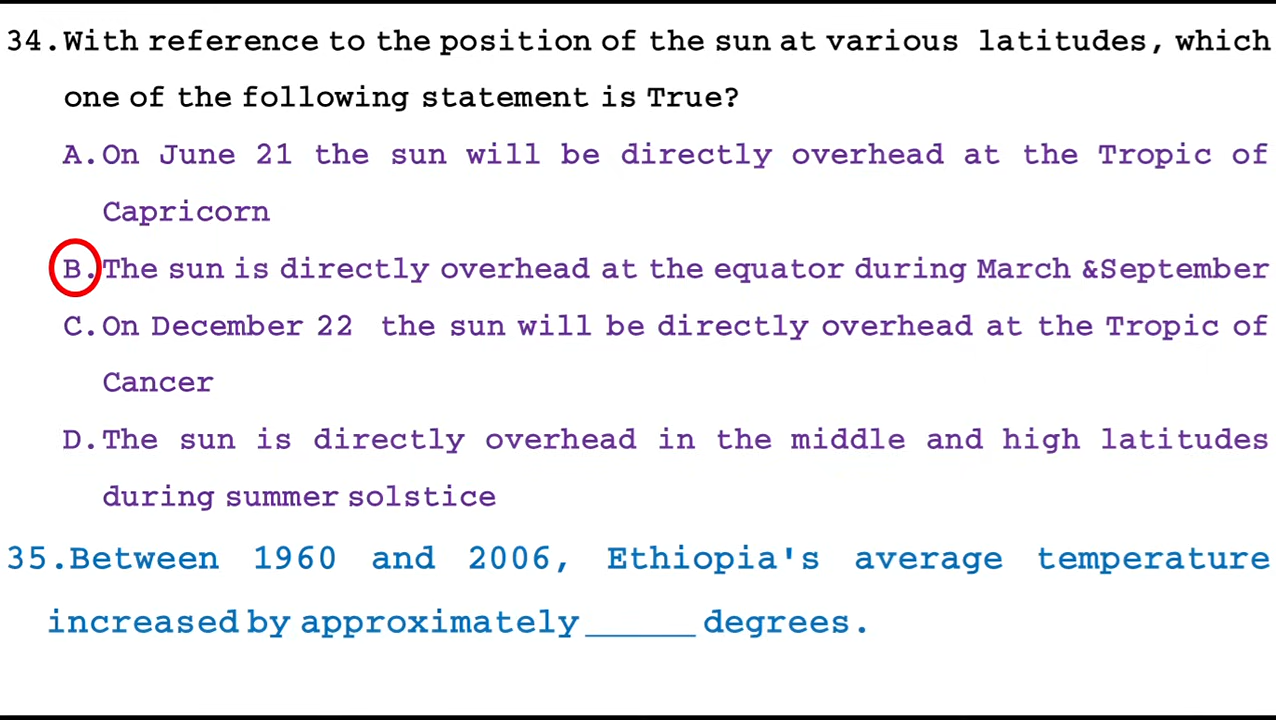 34.With reference to the position of the sun at various latitudes, which
one of the following statement is True?
A.On June 21 the sun will be directly overhead at the Tropic of
Capricorn
B.The sun is directly overhead at the equator during March &September
C.On December 22 the sun will be directly overhead at the Tropic of
Cancer
D.The sun is directly overhead in the middle and high latitudes
during summer solstice
35.Between 1960 and 2006, Ethiopia's average temperature
increased by approximately _____ degrees.